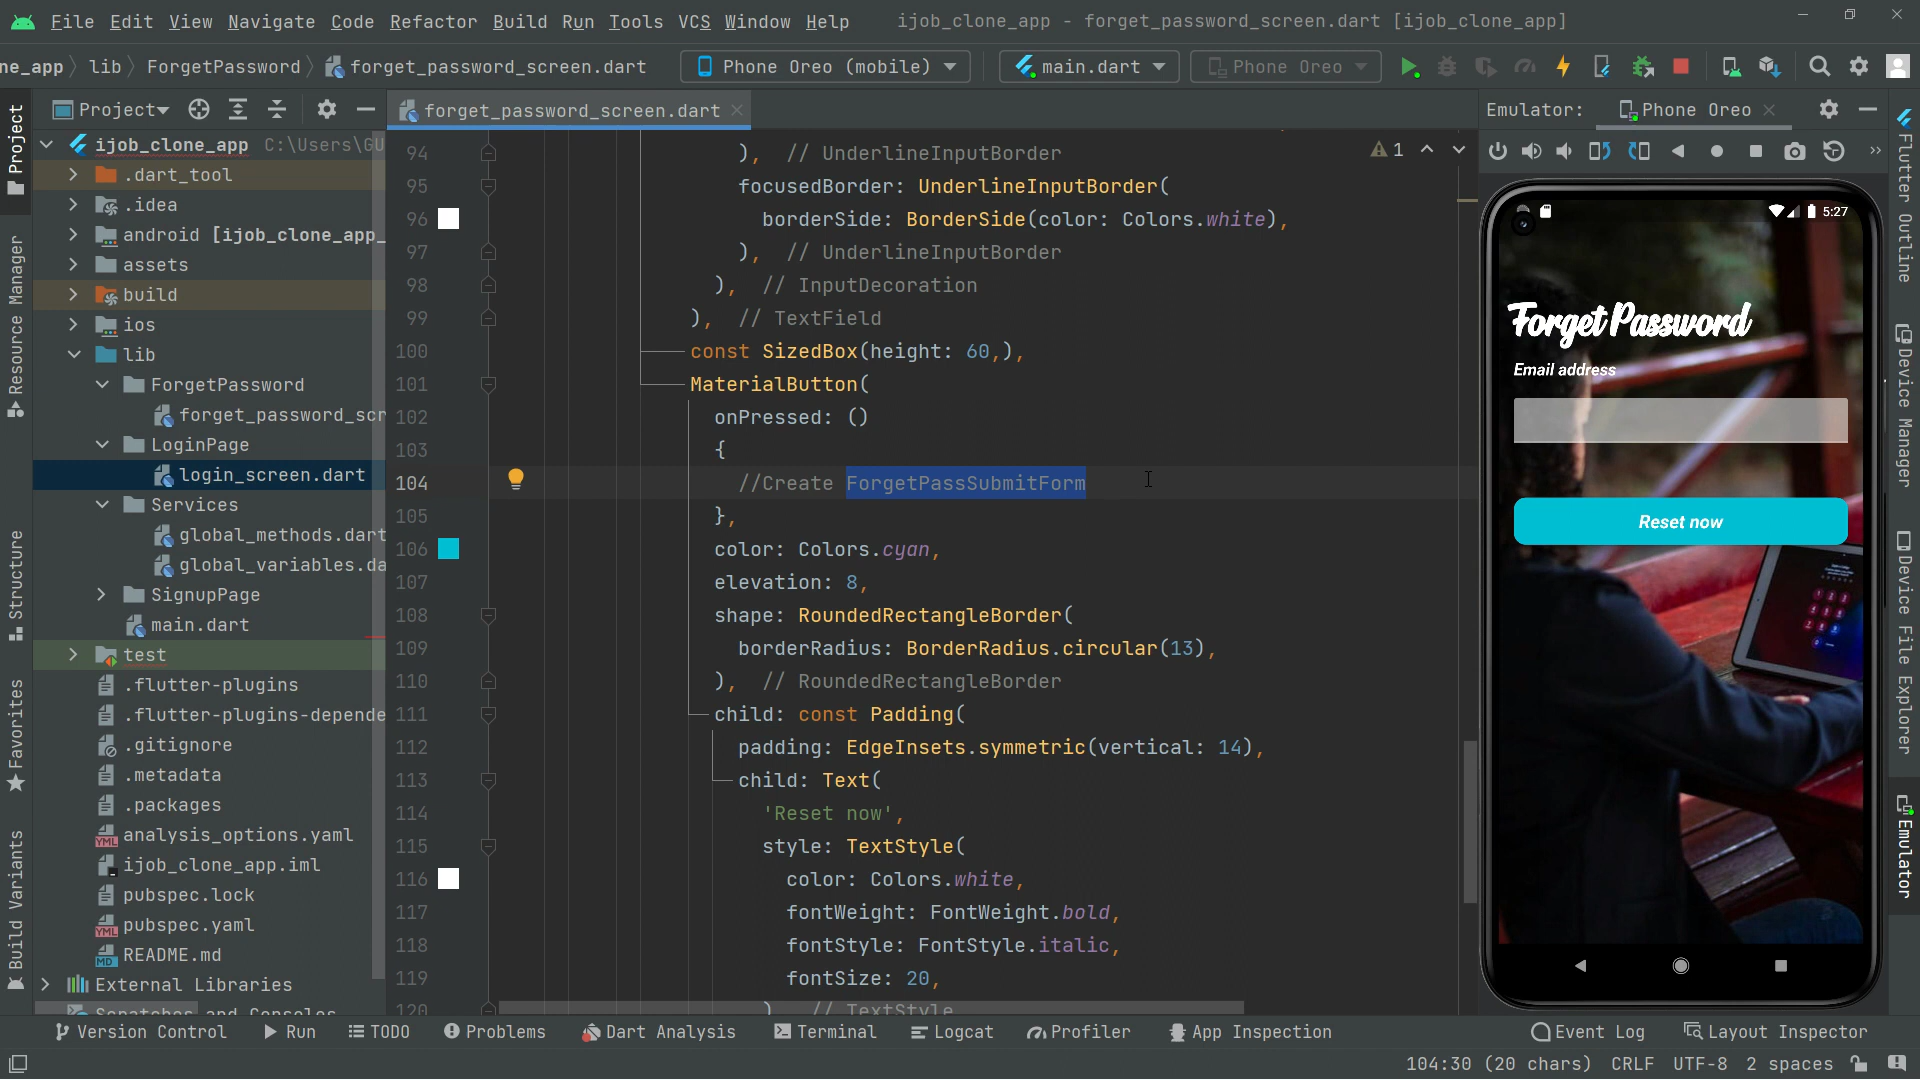 File Edit View Navigate Code Refactor Build Run Tools VCS Window Help ijob_clone_app - forget_password_screen.dart [ijob_clone_app]
ne_app lib ForgetPassword forget_password_screen.dart Phone Oreo (mobile) main.dart Phone Oreo
Project
Resource Manager
Structure
Favorites
Build Variants
Project
ijob_clone_app C:\Users\GU
.dart_tool
.idea
android [ijob_clone_app_
assets
build
ios
lib
ForgetPassword
forget_password_scr
LoginPage
login_screen.dart
Services
global_methods.dart
global_variables.da
SignupPage
main.dart
test
.flutter-plugins
.flutter-plugins-depende
.gitignore
.metadata
.packages
analysis_options.yaml
ijob_clone_app.iml
pubspec.lock
pubspec.yaml
README.md
External Libraries
Scratches and Consoles
forget_password_screen.dart
1
94 ), // UnderlineInputBorder
95 focusedBorder: UnderlineInputBorder(
96 borderSide: BorderSide(color: Colors.white),
97 ), // UnderlineInputBorder
98 ), // InputDecoration
99 ), // TextField
100 const SizedBox(height: 60,),
101 MaterialButton(
102 onPressed: ()
103 {
104 //Create ForgetPassSubmitForm
105 },
106 color: Colors.cyan,
107 elevation: 8,
108 shape: RoundedRectangleBorder(
109 borderRadius: BorderRadius.circular(13),
110 ), // RoundedRectangleBorder
111 child: const Padding(
112 padding: EdgeInsets.symmetric(vertical: 14),
113 child: Text(
114 'Reset now',
115 style: TextStyle(
116 color: Colors.white,
117 fontWeight: FontWeight.bold,
118 fontStyle: FontStyle.italic,
119 fontSize: 20,
120 ) // TextStyle
Emulator: Phone Oreo
5:27
Forget Password
Email address
Reset now
Flutter Outline
Device Manager
Device File Explorer
Emulator
Version Control Run TODO Problems Dart Analysis Terminal Logcat Profiler App Inspection Event Log Layout Inspector
104:30 (20 chars) CRLF UTF-8 2 spaces